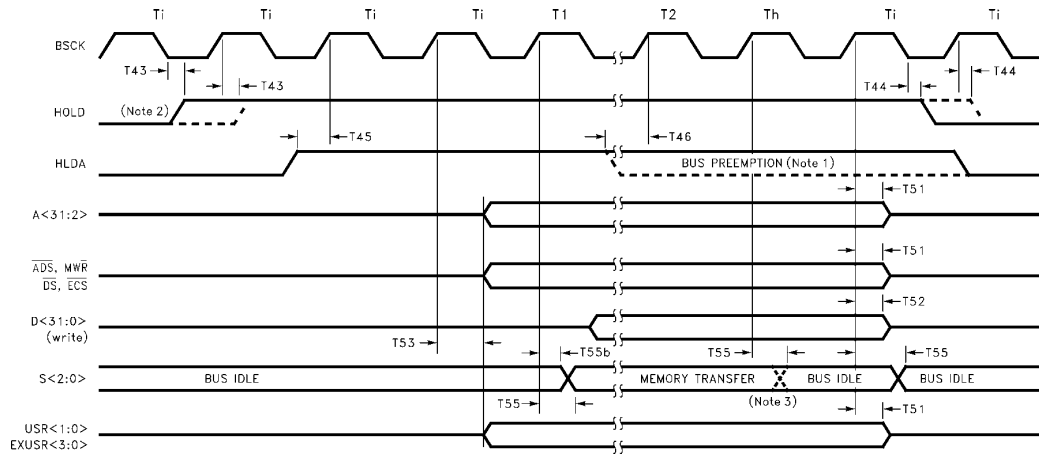 Ti Ti Ti Ti T1 T2 Th Ti Ti
BSCK
T43 T43 T44 T44
HOLD (Note 2)
T45 T46
HLDA BUS PREEMPTION (Note 1)
T51
A<31:2>
T51
ADS, MWR
DS, ECS
T52
D<31:0>
(write)
T53 T55b T55 T55
S<2:0> BUS IDLE MEMORY TRANSFER BUS IDLE BUS IDLE
(Note 3)
T55 T51
USR<1:0>
EXUSR<3:0>